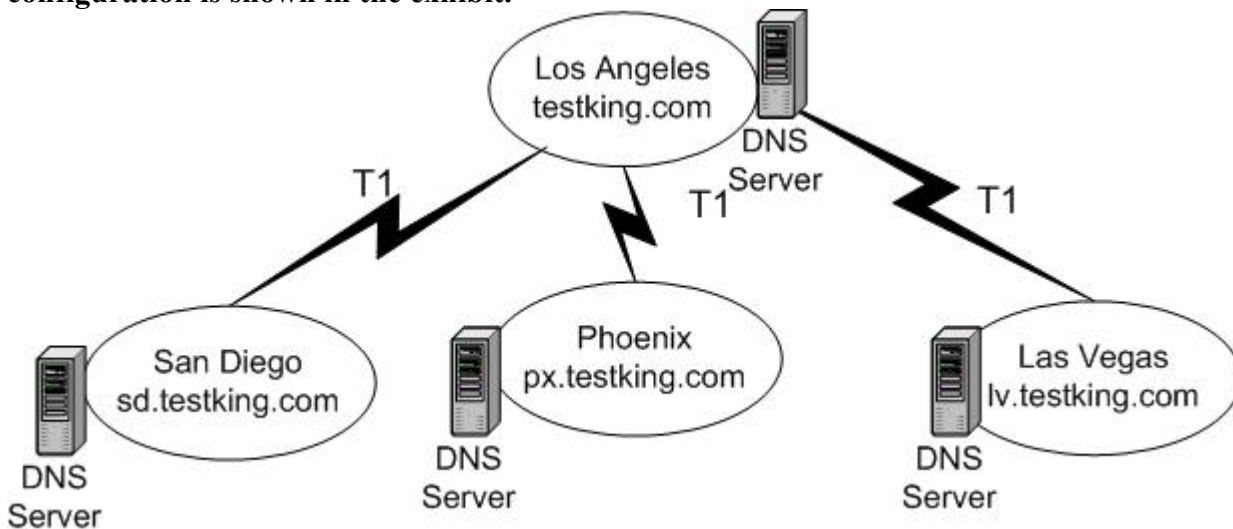 configuration is shown in the exhibit.
Los Angeles
testking.com
DNS
Server
T1
T1
T1
San Diego
sd.testking.com
DNS
Server
Phoenix
px.testking.com
DNS
Server
Las Vegas
lv.testking.com
DNS
Server